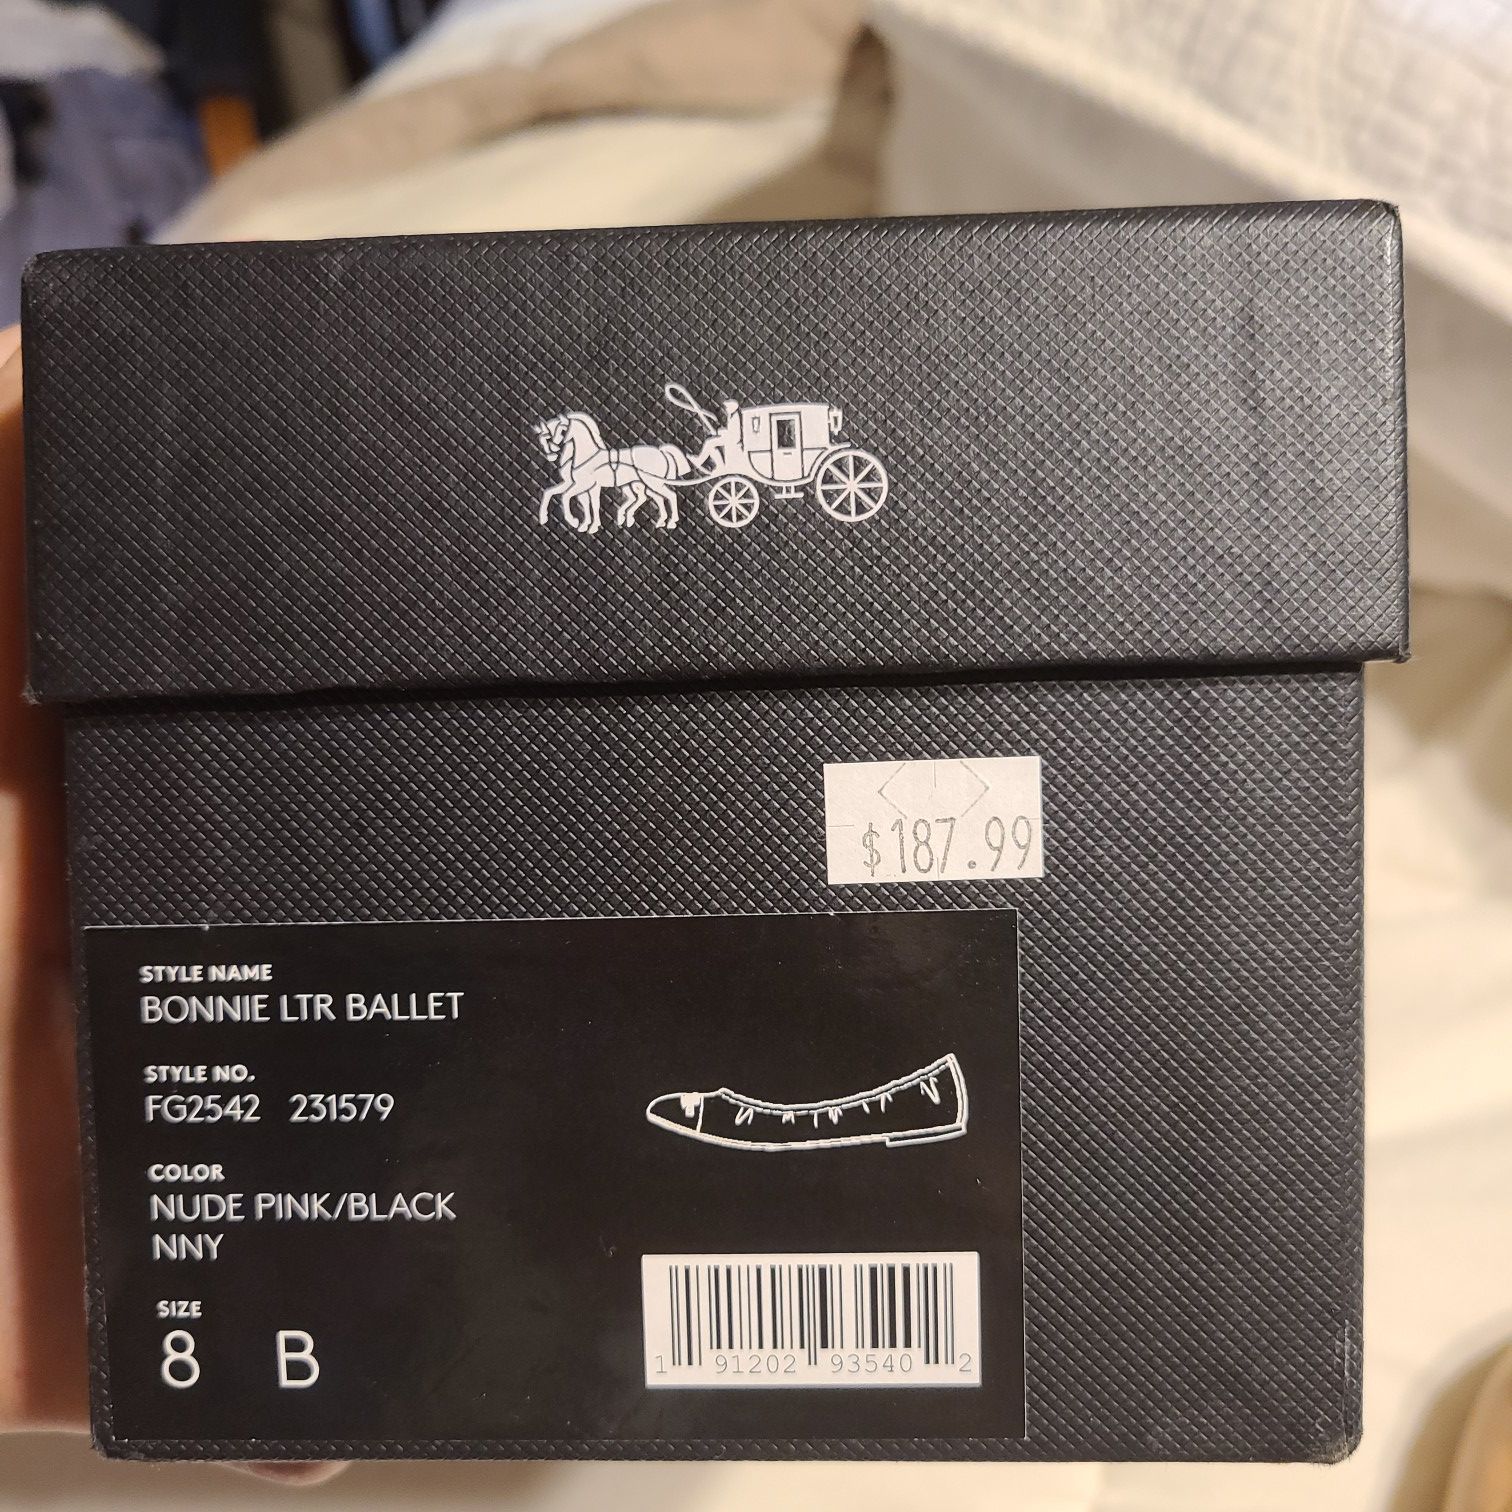 $187.99
STYLE NAME
BONNIE LTR BALLET
STYLE NO.
FG2542 231579
COLOR
NUDE PINK/BLACK
NNY
SIZE
8 B
1 91202 93540 2